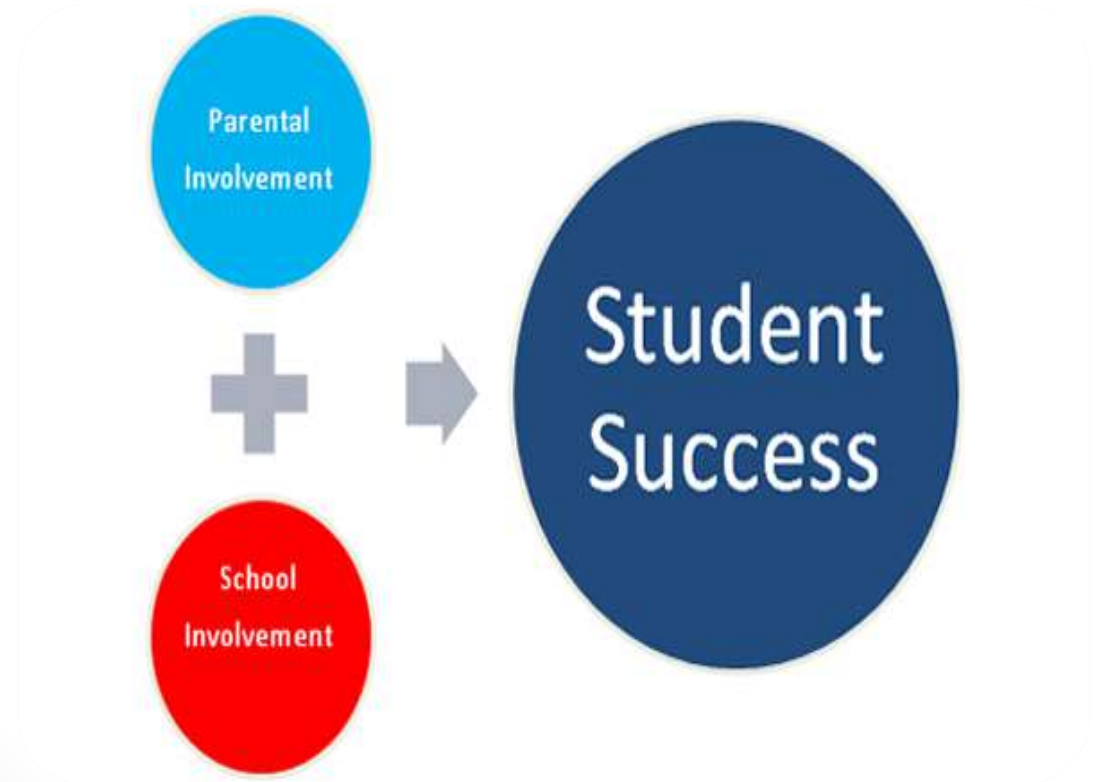 Parental
Involvement
School
Involvement
Student
Success